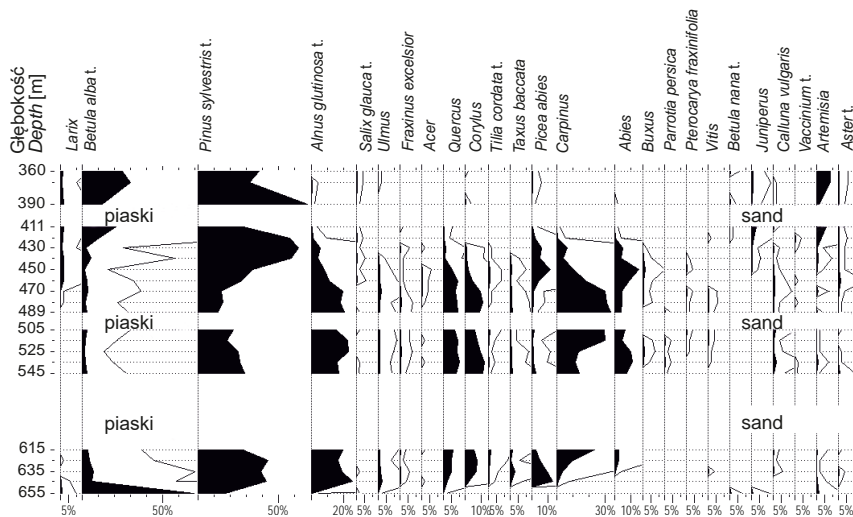 Głębokość
Depth [m]
Larix
Betula alba t.
Pinus sylvestris t.
Alnus glutinosa t.
Salix glauca t.
Ulmus
Fraxinus excelsior
Acer
Quercus
Corylus
Tilia cordata t.
Taxus baccata
Picea abies
Carpinus
Abies
Buxus
Parrotia persica
Pterocarya fraxinifolia
Vitis
Betula nana t.
Juniperus
Calluna vulgaris
Vaccinium t.
Artemisia
Aster t.
360
390
piaski sand
411
430
450
470
489
piaski sand
505
525
545
piaski sand
615
635
655
5% 50% 50% 20% 5% 5% 5% 5% 5% 10% 5% 5% 10% 30% 10% 5% 5% 5% 5% 5% 5% 5% 5% 5% 5%